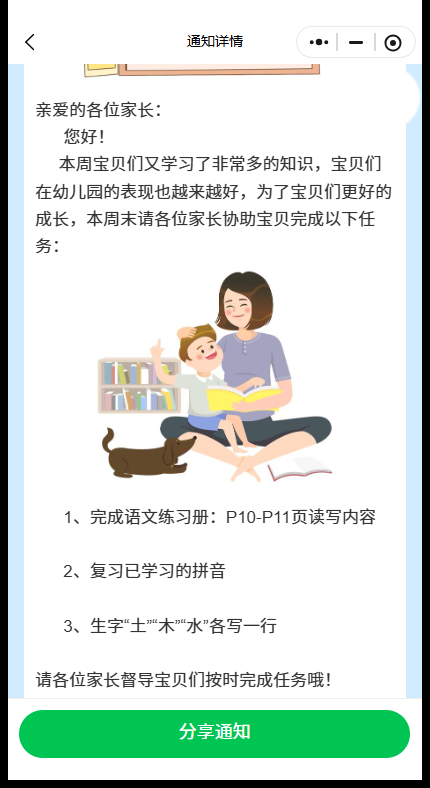 通知详情
亲爱的各位家长：
您好！
本周宝贝们又学习了非常多的知识，宝贝们
在幼儿园的表现也越来越好，为了宝贝们更好的
成长，本周末请各位家长协助宝贝完成以下任
务：
1、完成语文练习册：P10-P11页读写内容
2、复习已学习的拼音
3、生字“土”“木”“水”各写一行
请各位家长督导宝贝们按时完成任务哦！
分享通知